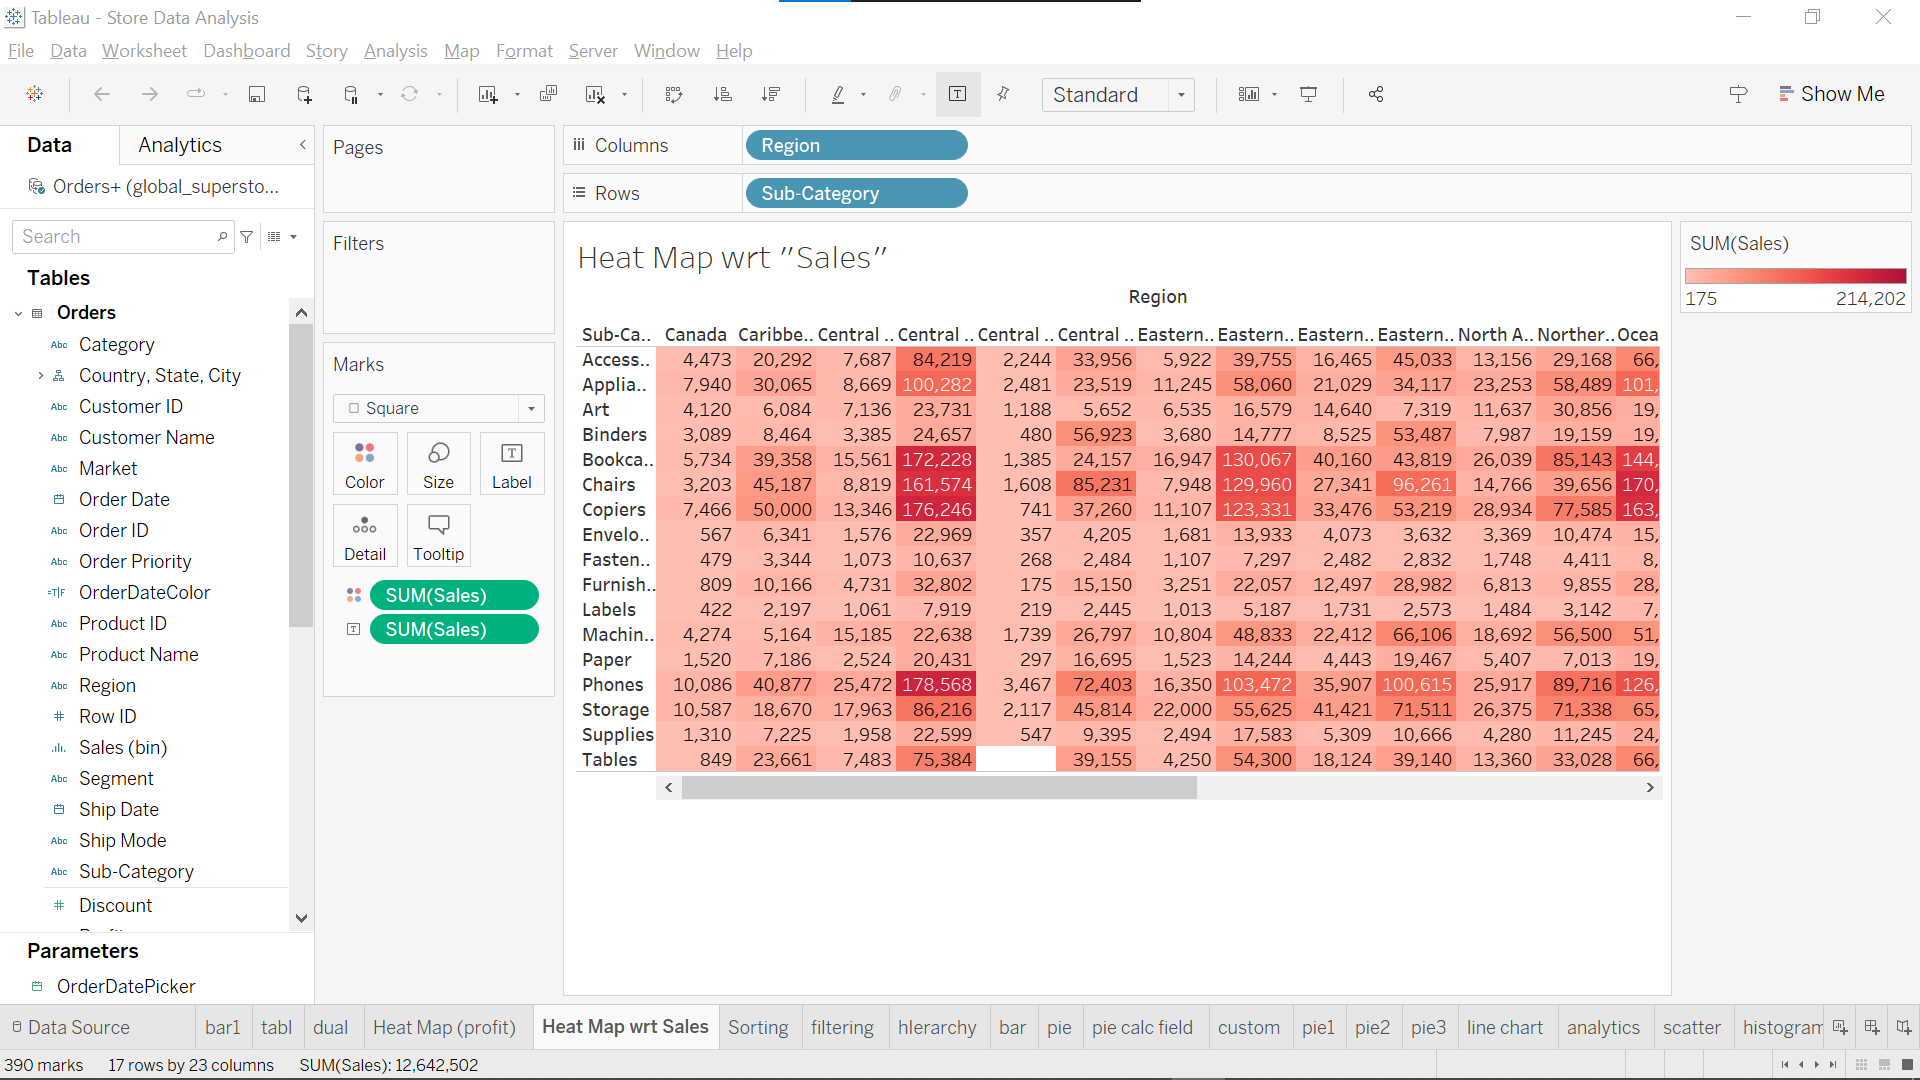 Tableau - Store Data Analysis
File Data Worksheet Dashboard Story Analysis Map Format Server Window Help
Standard
Show Me
Data Analytics
Orders+ (global_supersto...
Search
Tables
Orders
Abc Category
Country, State, City
Abc Customer ID
Abc Customer Name
Abc Market
Order Date
Abc Order ID
Abc Order Priority
=T|F OrderDateColor
Abc Product ID
Abc Product Name
Abc Region
# Row ID
Sales (bin)
Abc Segment
Ship Date
Abc Ship Mode
Abc Sub-Category
# Discount
Parameters
OrderDatePicker
Pages
Filters
Marks
Square
Color Size Label
Detail Tooltip
SUM(Sales)
SUM(Sales)
Columns Region
Rows Sub-Category
Heat Map wrt "Sales"
Region
Sub-Ca.. Canada Caribbe.. Central .. Central .. Central .. Central .. Eastern.. Eastern.. Eastern.. Eastern.. North A.. Norther.. Ocea
Access.. 4,473 20,292 7,687 84,219 2,244 33,956 5,922 39,755 16,465 45,033 13,156 29,168 66,
Applia.. 7,940 30,065 8,669 100,282 2,481 23,519 11,245 58,060 21,029 34,117 23,253 58,489 101,
Art 4,120 6,084 7,136 23,731 1,188 5,652 6,535 16,579 14,640 7,319 11,637 30,856 19,
Binders 3,089 8,464 3,385 24,657 480 56,923 3,680 14,777 8,525 53,487 7,987 19,159 19,
Bookca.. 5,734 39,358 15,561 172,228 1,385 24,157 16,947 130,067 40,160 43,819 26,039 85,143 144,
Chairs 3,203 45,187 8,819 161,574 1,608 85,231 7,948 129,960 27,341 96,261 14,766 39,656 170,
Copiers 7,466 50,000 13,346 176,246 741 37,260 11,107 123,331 33,476 53,219 28,934 77,585 163,
Envelo.. 567 6,341 1,576 22,969 357 4,205 1,681 13,933 4,073 3,632 3,369 10,474 15,
Fasten.. 479 3,344 1,073 10,637 268 2,484 1,107 7,297 2,482 2,832 1,748 4,411 8,
Furnish.. 809 10,166 4,731 32,802 175 15,150 3,251 22,057 12,497 28,982 6,813 9,855 28,
Labels 422 2,197 1,061 7,919 219 2,445 1,013 5,187 1,731 2,573 1,484 3,142 7,
Machin.. 4,274 5,164 15,185 22,638 1,739 26,797 10,804 48,833 22,412 66,106 18,692 56,500 51,
Paper 1,520 7,186 2,524 20,431 297 16,695 1,523 14,244 4,443 19,467 5,407 7,013 19,
Phones 10,086 40,877 25,472 178,568 3,467 72,403 16,350 103,472 35,907 100,615 25,917 89,716 126,
Storage 10,587 18,670 17,963 86,216 2,117 45,814 22,000 55,625 41,421 71,511 26,375 71,338 65,
Supplies 1,310 7,225 1,958 22,599 547 9,395 2,494 17,583 5,309 10,666 4,280 11,245 24,
Tables 849 23,661 7,483 75,384 39,155 4,250 54,300 18,124 39,140 13,360 33,028 66,
SUM(Sales)
175 214,202
Data Source bar1 tabl dual Heat Map (profit) Heat Map wrt Sales Sorting filtering hIerarchy bar pie pie calc field custom pie1 pie2 pie3 line chart analytics scatter histogram
390 marks 17 rows by 23 columns SUM(Sales): 12,642,502